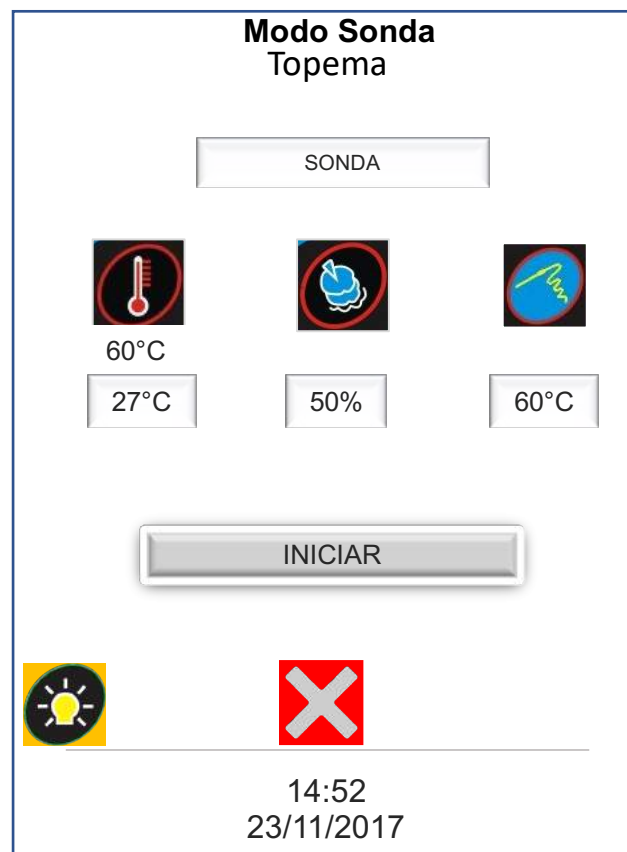 Modo Sonda
Topema
SONDA
60°C
27°C
50%
60°C
INICIAR
14:52
23/11/2017